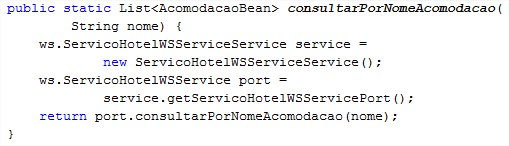 public static List<AcomodacaoBean> consultarPorNomeAcomodacao(
String nome) {
ws.ServicoHotelWSServiceService service =
new ServicoHotelWSServiceService();
ws.ServicoHotelWSService port =
service.getServicoHotelWSServicePort();
return port.consultarPorNomeAcomodacao(nome);
}